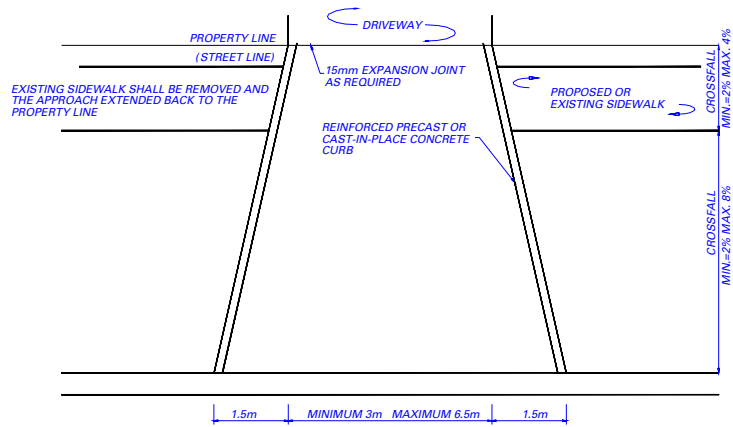 DRIVEWAY
PROPERTY LINE
(STREET LINE)
15mm EXPANSION JOINT
AS REQUIRED
EXISTING SIDEWALK SHALL BE REMOVED AND
THE APPROACH EXTENDED BACK TO THE
PROPERTY LINE
PROPOSED OR
EXISTING SIDEWALK
CROSSFALL
MIN.=2% MAX. 4%
REINFORCED PRECAST OR
CAST-IN-PLACE CONCRETE
CURB
CROSSFALL
MIN.=2% MAX. 8%
1.5m
MINIMUM 3m MAXIMUM 6.5m
1.5m